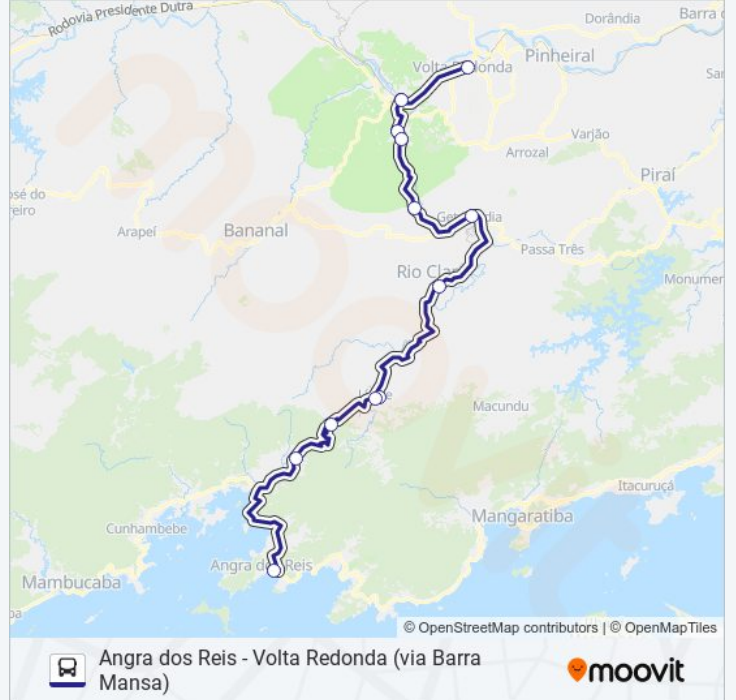 Rodovia Presidente Dutra
Dorândia
Barra
Pinheiral
Volta Redonda
Varjão
Arrozal
Piraí
Arapeí
Bananal
Passa Três
Rio Cla
Monumen
Macundu
Itacuruçá
Mangaratiba
Cunhambebe
Angra dos Reis
Mambucaba
© OpenStreetMap contributors | © OpenMapTiles
Angra dos Reis - Volta Redonda (via Barra
Mansa)
moovit